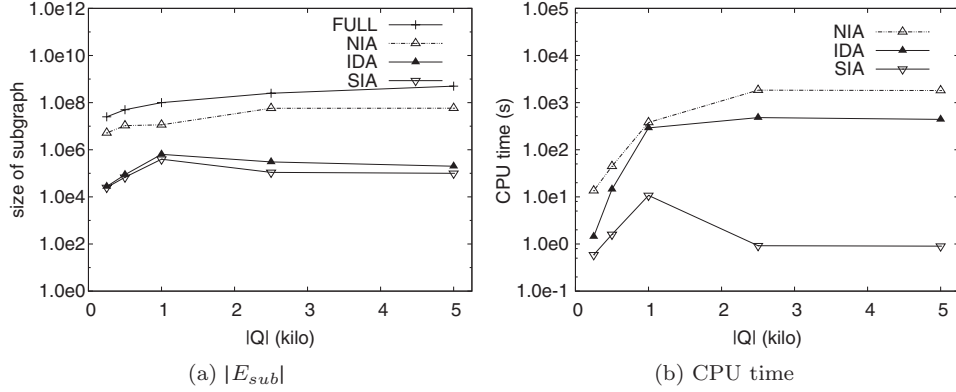 1.0e12
1.0e10
1.0e8
1.0e6
1.0e4
1.0e2
1.0e0
size of subgraph
FULL
NIA
IDA
SIA
0 1 2 3 4 5
|Q| (kilo)
(a) |E_sub|
1.0e5
1.0e4
1.0e3
1.0e2
1.0e1
1.0e0
1.0e-1
CPU time (s)
NIA
IDA
SIA
0 1 2 3 4 5
|Q| (kilo)
(b) CPU time